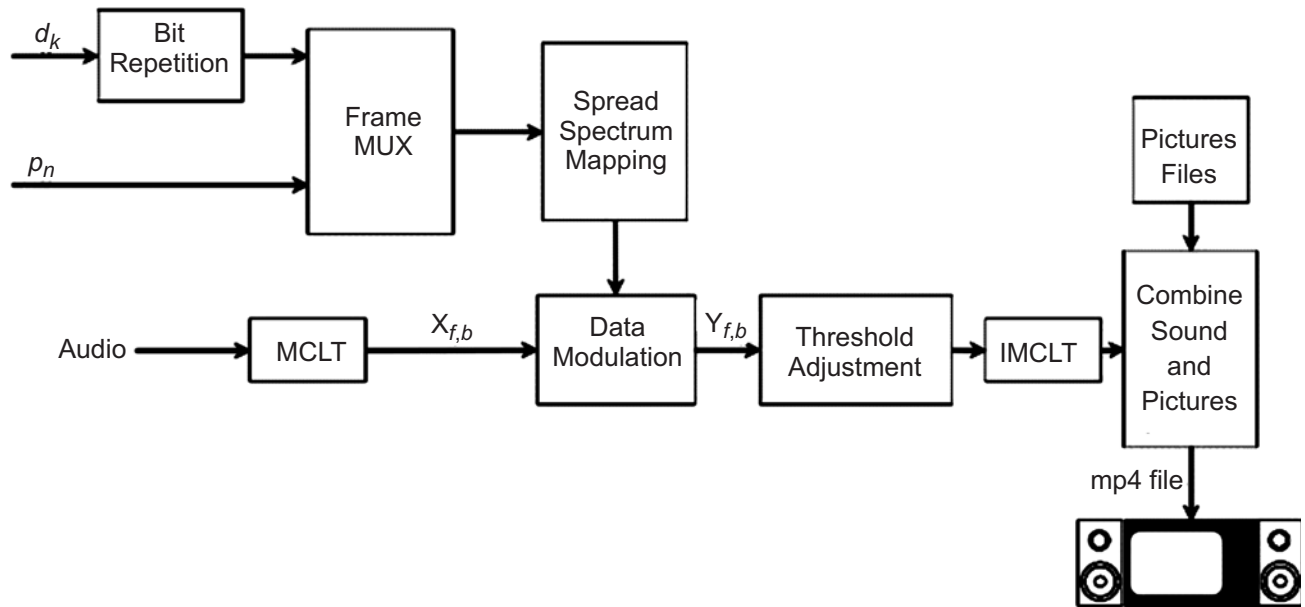 d_k
Bit
Repetition
p_n
Frame
MUX
Spread
Spectrum
Mapping
Pictures
Files
Audio
MCLT
X_f,b
Data
Modulation
Y_f,b
Threshold
Adjustment
IMCLT
Combine
Sound
and
Pictures
mp4 file